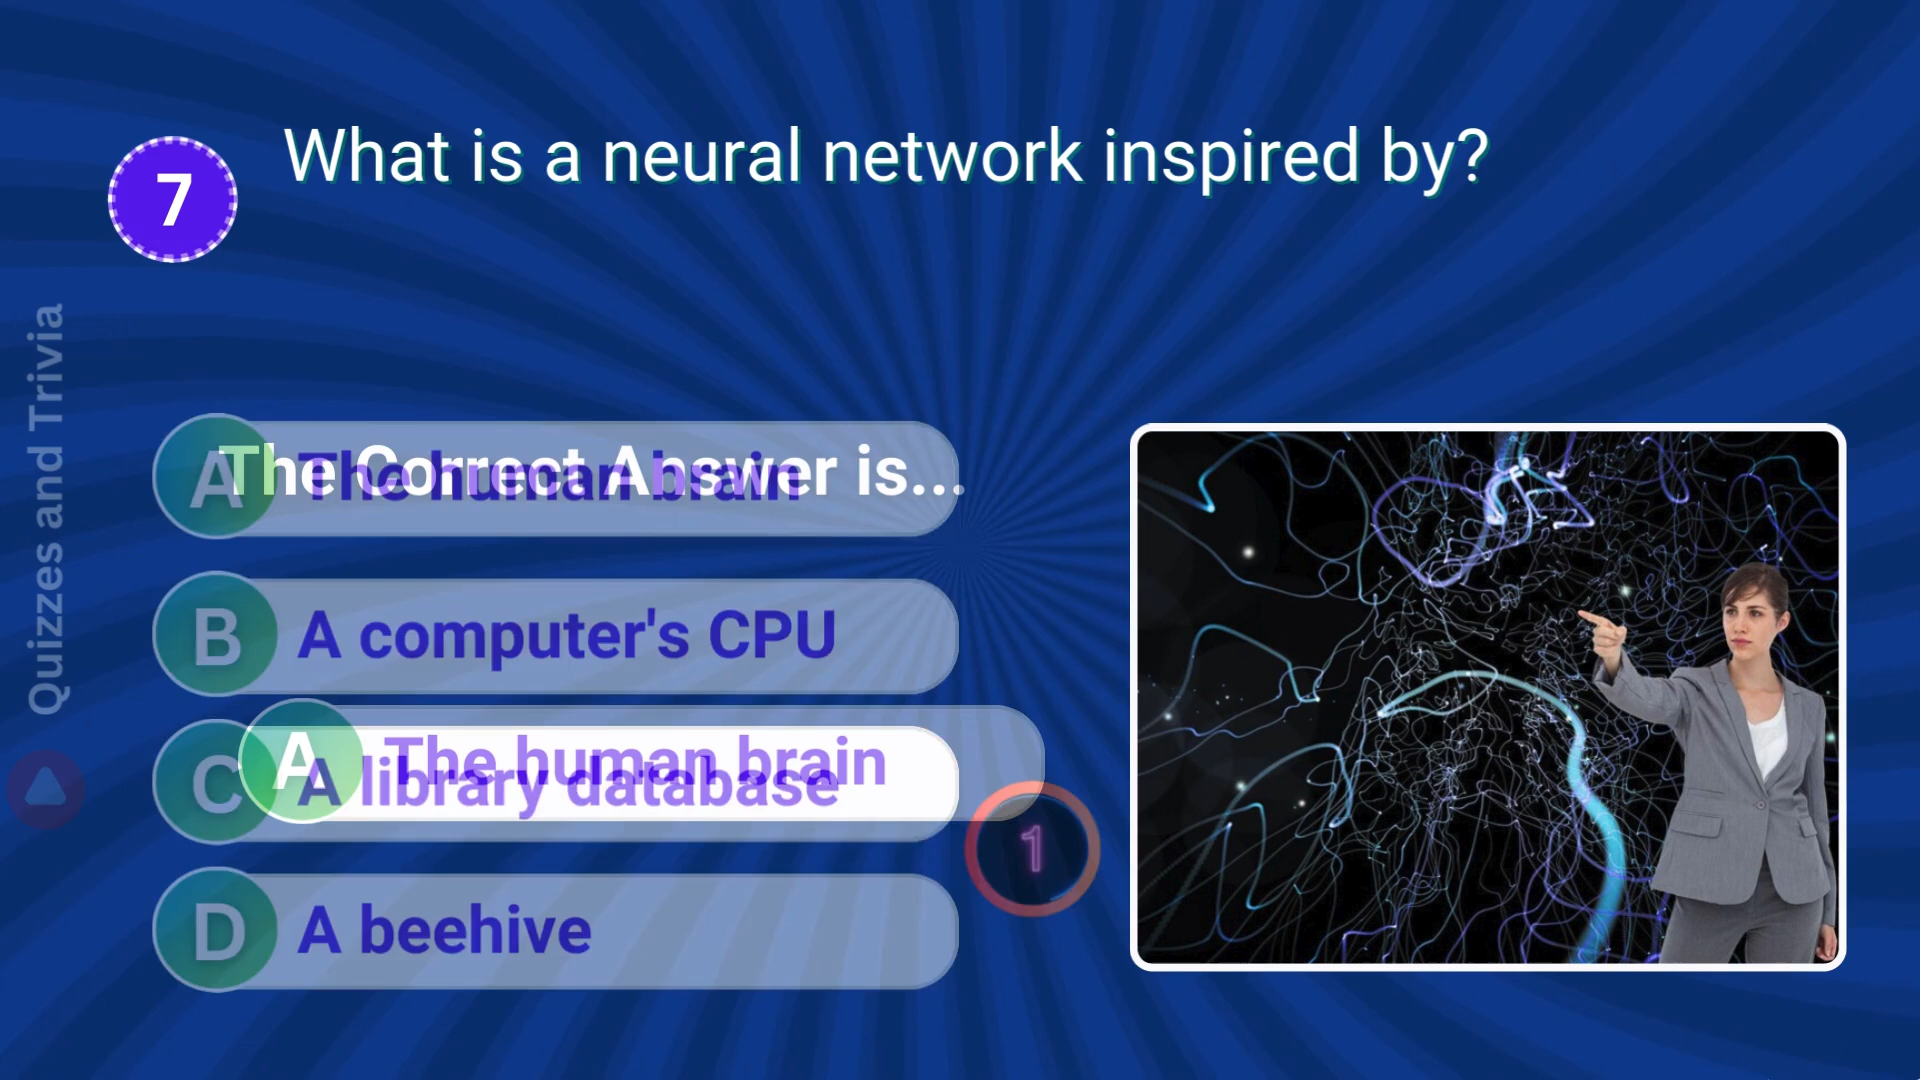 7
What is a neural network inspired by?
Quizzes and Trivia
The Correct Answer is...
A The human brain
B A computer's CPU
A The human brain
C A library database
1
D A beehive